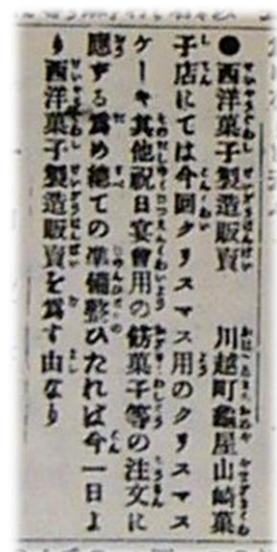 ●西洋菓子製造販賣　川越町龜屋山崎菓
子店にては今回クリスマス用のクリスマス
ケーキ其他祝日宴會用の飾菓子等の注文に
應ずる爲め總ての準備整ひたれば今一日よ
り西洋菓子製造販賣を爲す由なり